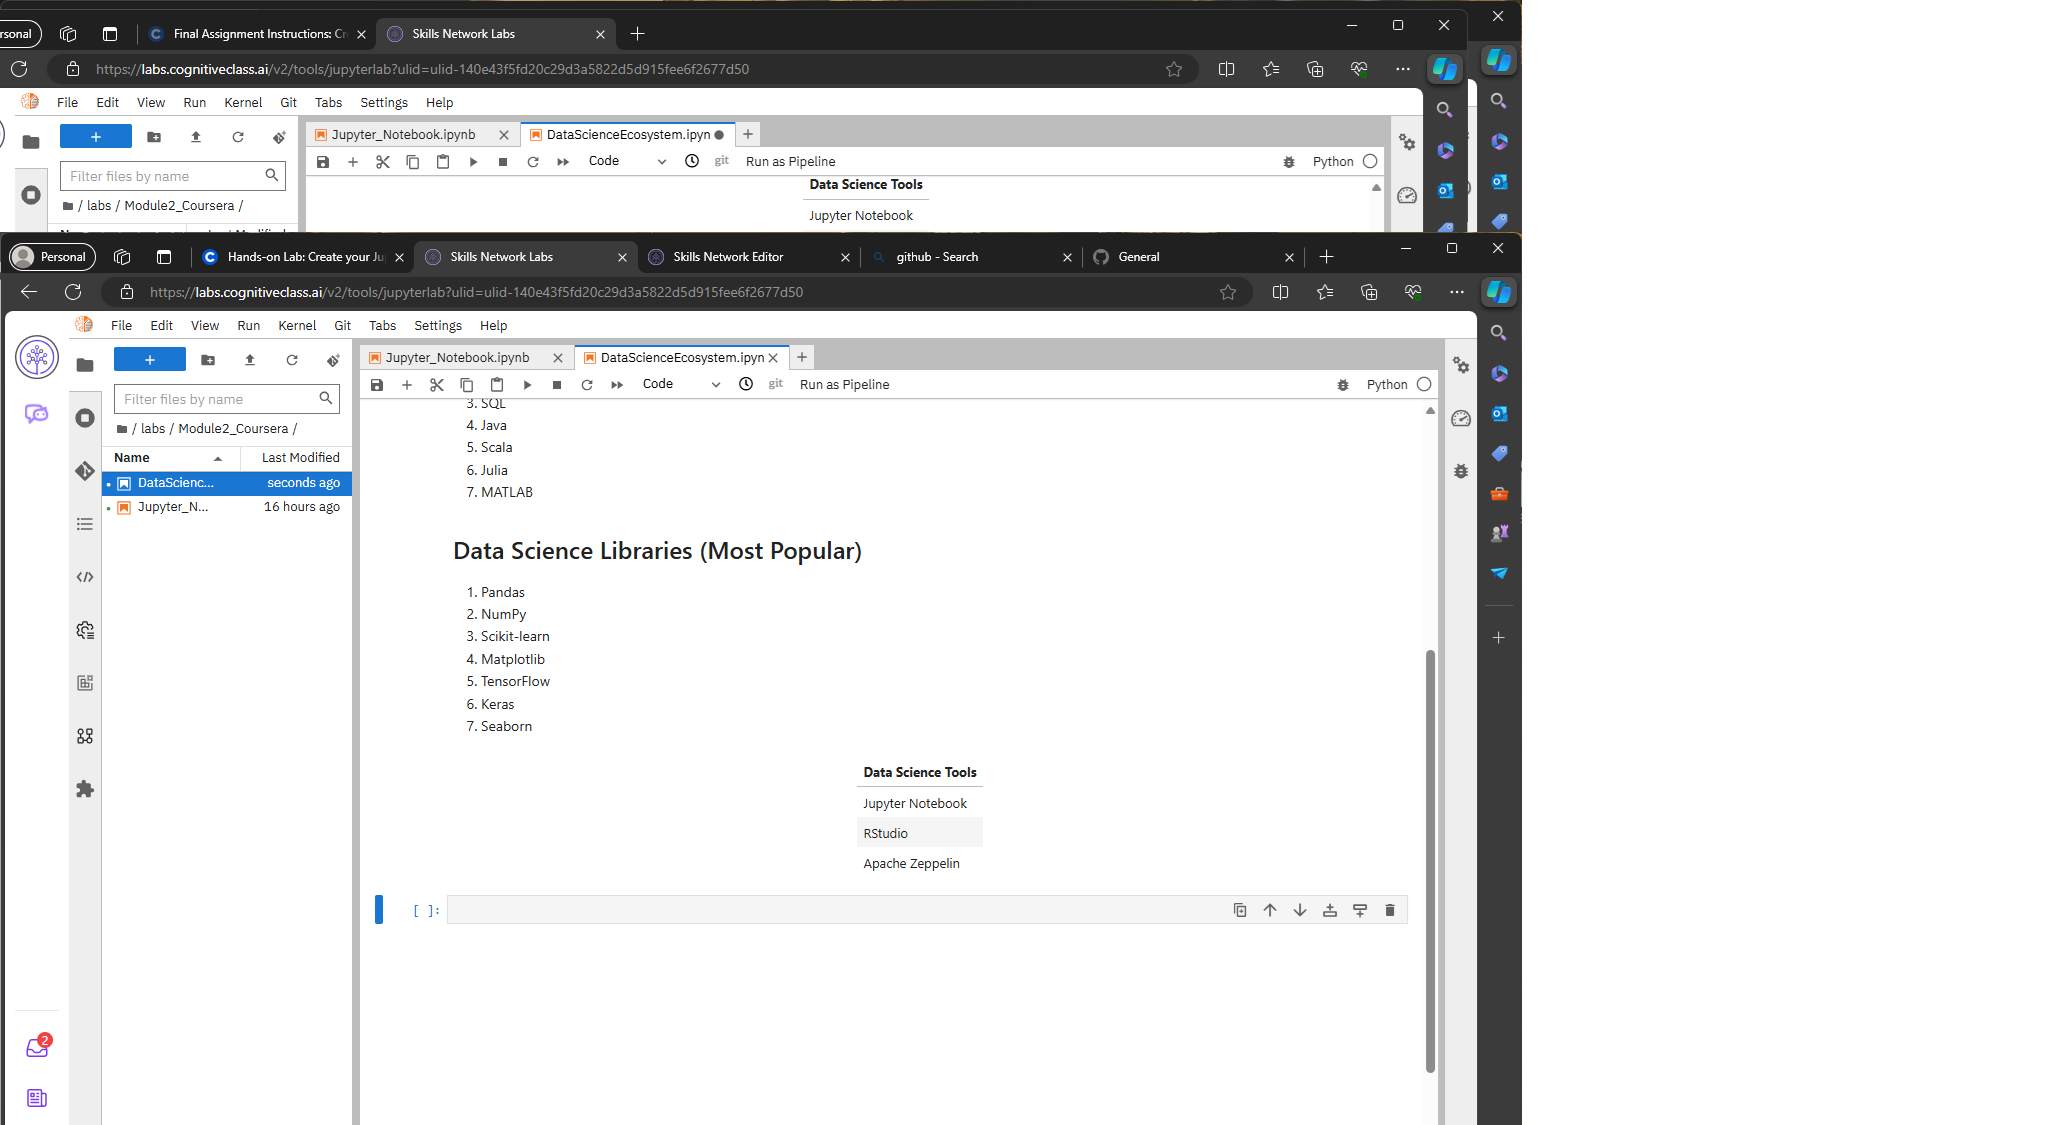 rsonal
Final Assignment Instructions: Cr
Skills Network Labs
https://labs.cognitiveclass.ai/v2/tools/jupyterlab?ulid=ulid-140e43f5fd20c29d3a5822d5d915fee6f2677d50
File Edit View Run Kernel Git Tabs Settings Help
Jupyter_Notebook.ipynb
DataScienceEcosystem.ipyn
Code
git
Run as Pipeline
Python
Filter files by name
/ labs / Module2_Coursera /
Data Science Tools
Jupyter Notebook
Personal
Hands-on Lab: Create your Ju
Skills Network Labs
Skills Network Editor
github - Search
General
https://labs.cognitiveclass.ai/v2/tools/jupyterlab?ulid=ulid-140e43f5fd20c29d3a5822d5d915fee6f2677d50
File Edit View Run Kernel Git Tabs Settings Help
Jupyter_Notebook.ipynb
DataScienceEcosystem.ipyn
Code
git
Run as Pipeline
Python
Filter files by name
/ labs / Module2_Coursera /
Name Last Modified
DataScienc... seconds ago
Jupyter_N... 16 hours ago
3. SQL
4. Java
5. Scala
6. Julia
7. MATLAB
Data Science Libraries (Most Popular)
1. Pandas
2. NumPy
3. Scikit-learn
4. Matplotlib
5. TensorFlow
6. Keras
7. Seaborn
Data Science Tools
Jupyter Notebook
RStudio
Apache Zeppelin
[ ]:
2